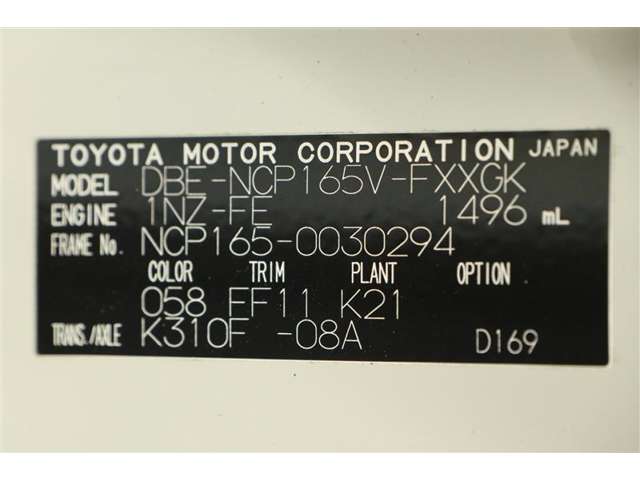 TOYOTA MOTOR CORPORATION JAPAN
MODEL DBE-NCP165V-FXXGK
ENGINE 1NZ-FE 1496 mL
FRAME No. NCP165-0030294
COLOR TRIM PLANT OPTION
058 FF11 K21
TRANS./AXLE K310F -08A D169